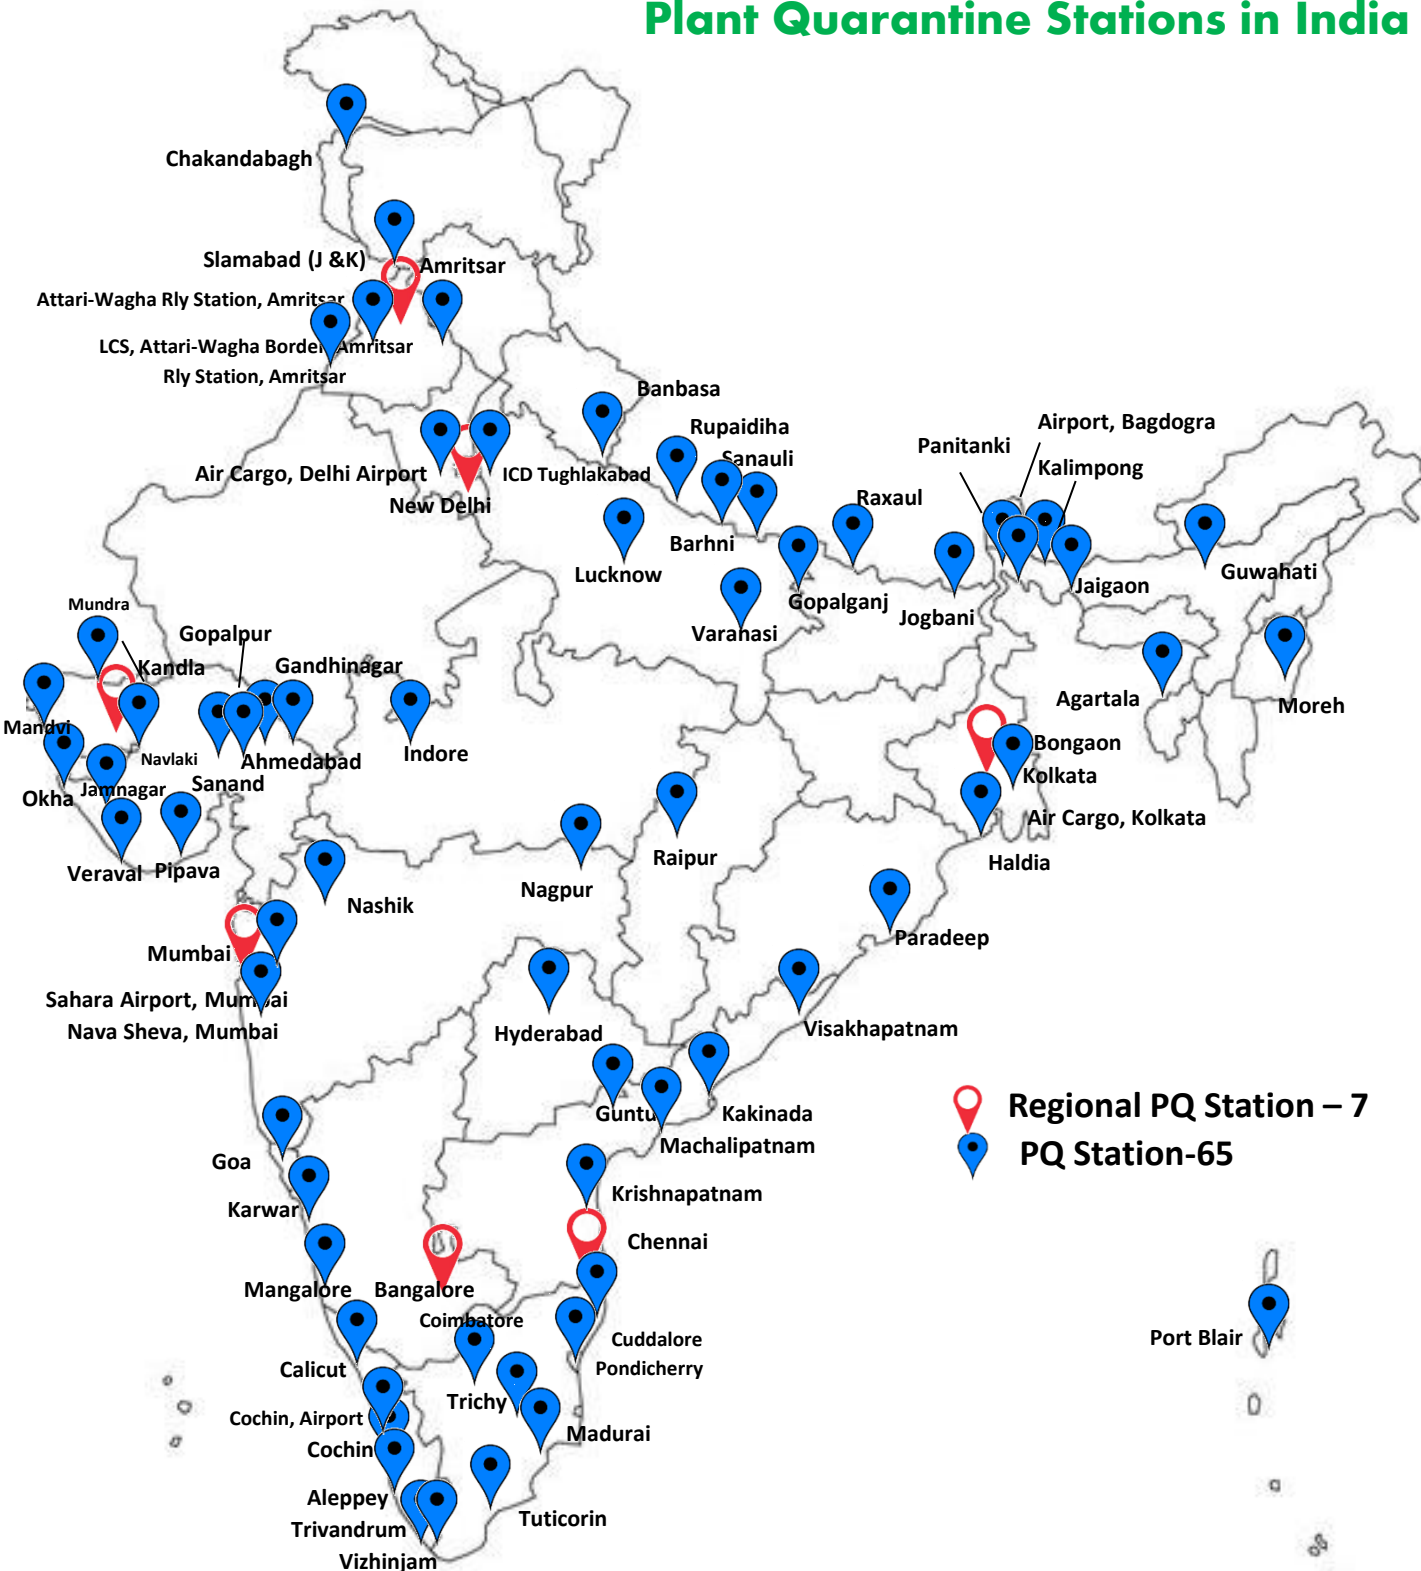 Plant Quarantine Stations in India
Chakandabagh
Slamabad (J &K)
Amritsar
Attari-Wagha Rly Station, Amritsar
LCS, Attari-Wagha Border Amritsar
Rly Station, Amritsar
Banbasa
Rupaidiha
Sanauli
Airport, Bagdogra
Panitanki
Kalimpong
Air Cargo, Delhi Airport
ICD Tughlakabad
New Delhi
Raxaul
Barhni
Lucknow
Gopalganj
Jogbani
Jaigaon
Guwahati
Varanasi
Mundra
Gopalpur
Kandla
Gandhinagar
Agartala
Moreh
Mandvi
Navlaki
Ahmedabad
Indore
Bongaon
Kolkata
Okha
Jamnagar
Sanand
Air Cargo, Kolkata
Veraval
Pipava
Raipur
Haldia
Nagpur
Nashik
Paradeep
Mumbai
Sahara Airport, Mumbai
Nava Sheva, Mumbai
Hyderabad
Visakhapatnam
Guntu
Kakinada
Machalipatnam
Regional PQ Station – 7
PQ Station-65
Goa
Karwar
Krishnapatnam
Chennai
Mangalore
Bangalore
Coimbatore
Cuddalore
Pondicherry
Port Blair
Calicut
Trichy
Cochin, Airport
Madurai
Cochin
Aleppey
Trivandrum
Tuticorin
Vizhinjam